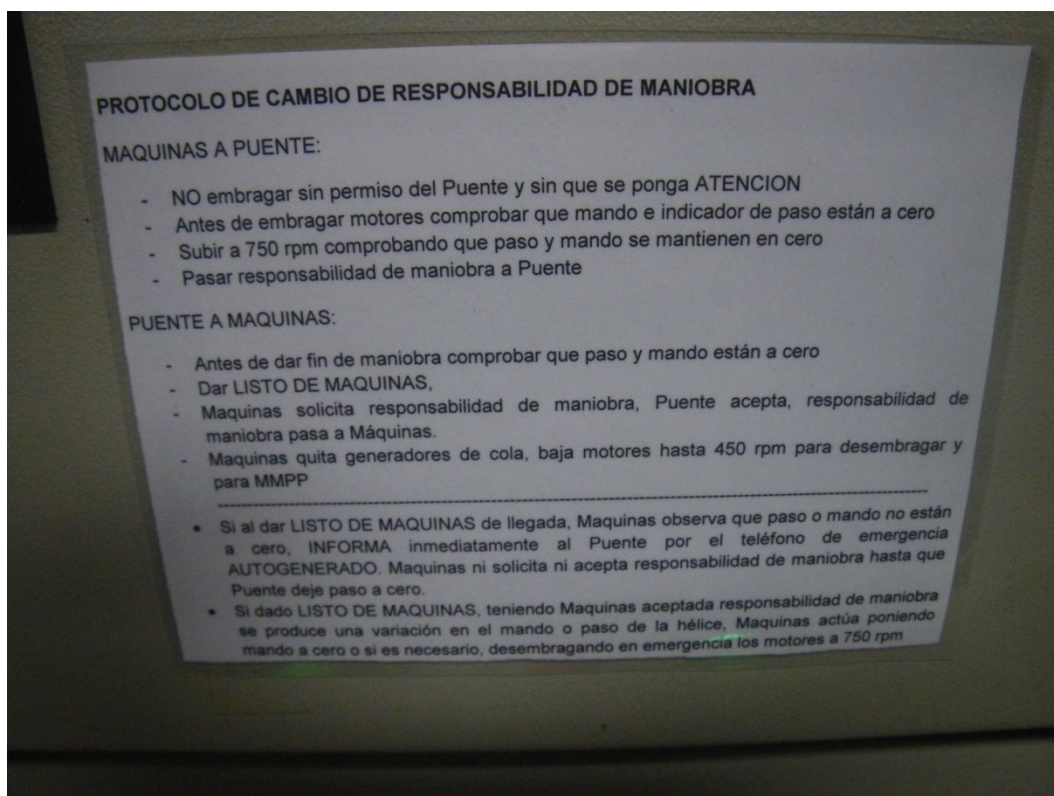 PROTOCOLO DE CAMBIO DE RESPONSABILIDAD DE MANIOBRA
MAQUINAS A PUENTE:
- NO embragar sin permiso del Puente y sin que se ponga ATENCION
- Antes de embragar motores comprobar que mando e indicador de paso están a cero
- Subir a 750 rpm comprobando que paso y mando se mantienen en cero
- Pasar responsabilidad de maniobra a Puente
PUENTE A MAQUINAS:
- Antes de dar fin de maniobra comprobar que paso y mando están a cero
- Dar LISTO DE MAQUINAS,
- Maquinas solicita responsabilidad de maniobra, Puente acepta, responsabilidad de
maniobra pasa a Máquinas.
- Maquinas quita generadores de cola, baja motores hasta 450 rpm para desembragar y
para MMPP
• Si al dar LISTO DE MAQUINAS de llegada, Maquinas observa que paso o mando no están
a cero, INFORMA inmediatamente al Puente por el teléfono de emergencia
AUTOGENERADO. Maquinas ni solicita ni acepta responsabilidad de maniobra hasta que
Puente deje paso a cero.
• Si dado LISTO DE MAQUINAS, teniendo Maquinas aceptada responsabilidad de maniobra
se produce una variación en el mando o paso de la hélice, Maquinas actúa poniendo
mando a cero o si es necesario, desembragando en emergencia los motores a 750 rpm